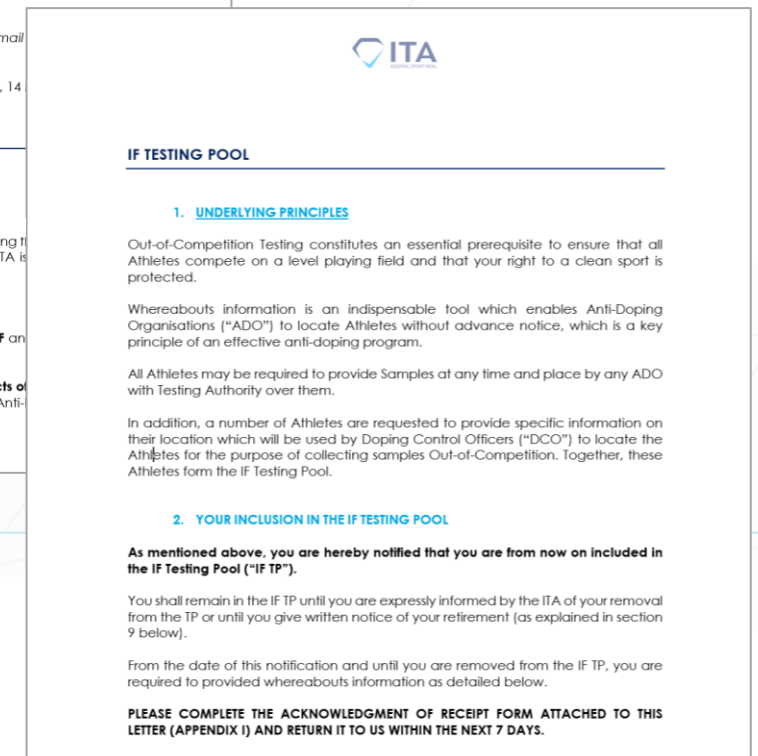 mail
, 14
ng t
TA is
F an
cts of
Anti-
ITA
KEEPING SPORT REAL
IF TESTING POOL
1. UNDERLYING PRINCIPLES
Out-of-Competition Testing constitutes an essential prerequisite to ensure that all
Athletes compete on a level playing field and that your right to a clean sport is
protected.
Whereabouts information is an indispensable tool which enables Anti-Doping
Organisations ("ADO") to locate Athletes without advance notice, which is a key
principle of an effective anti-doping program.
All Athletes may be required to provide Samples at any time and place by any ADO
with Testing Authority over them.
In addition, a number of Athletes are requested to provide specific information on
their location which will be used by Doping Control Officers ("DCO") to locate the
Athletes for the purpose of collecting samples Out-of-Competition. Together, these
Athletes form the IF Testing Pool.
2. YOUR INCLUSION IN THE IF TESTING POOL
As mentioned above, you are hereby notified that you are from now on included in
the IF Testing Pool ("IF TP").
You shall remain in the IF TP until you are expressly informed by the ITA of your removal
from the TP or until you give written notice of your retirement (as explained in section
9 below).
From the date of this notification and until you are removed from the IF TP, you are
required to provided whereabouts information as detailed below.
PLEASE COMPLETE THE ACKNOWLEDGMENT OF RECEIPT FORM ATTACHED TO THIS
LETTER (APPENDIX I) AND RETURN IT TO US WITHIN THE NEXT 7 DAYS.